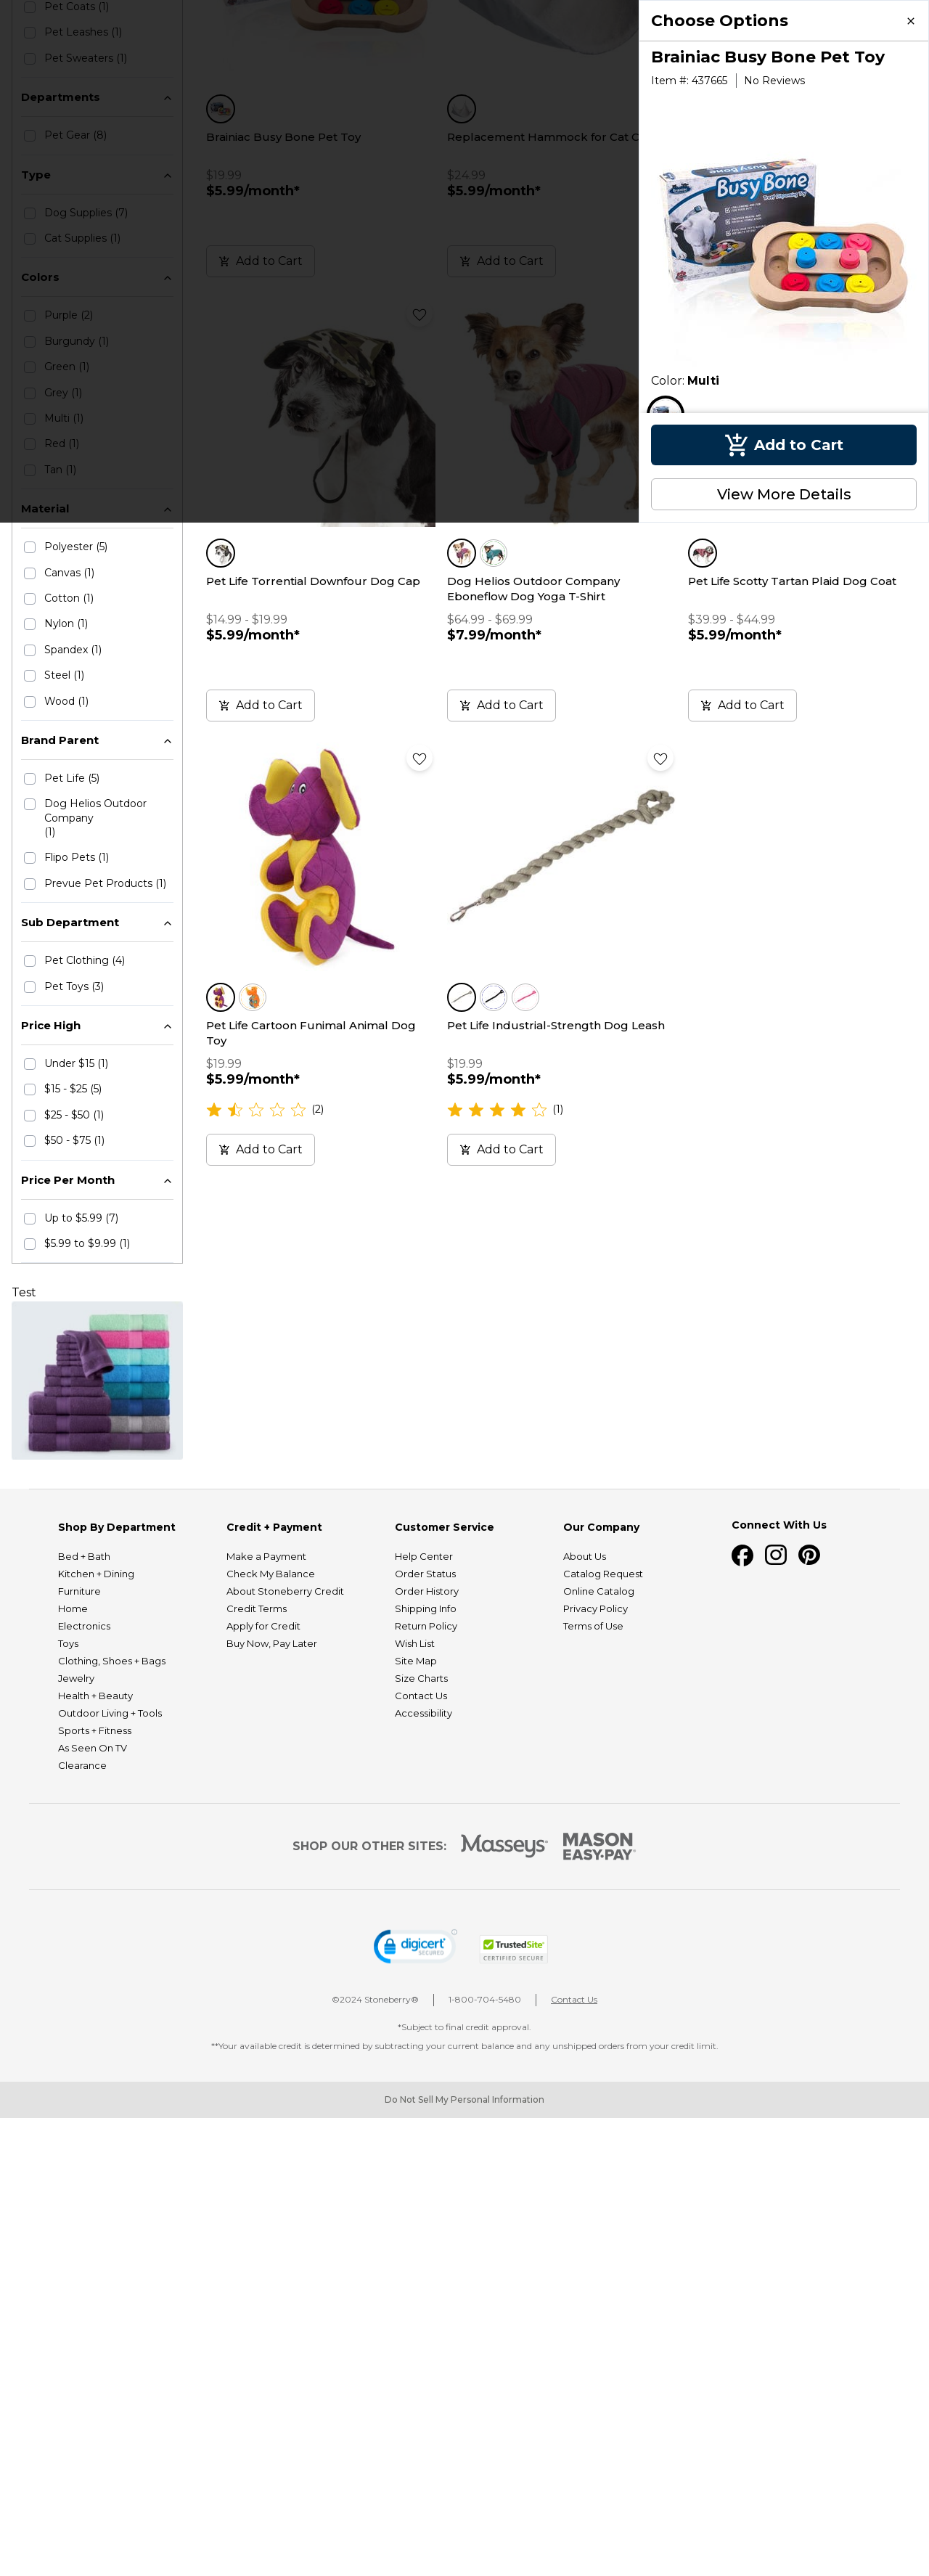 Pet Coats (1)
Pet Leashes (1)
Pet Sweaters (1)
Departments
Pet Gear (8)
Type
Dog Supplies (7)
Cat Supplies (1)
Colors
Purple (2)
Burgundy (1)
Green (1)
Grey (1)
Multi (1)
Red (1)
Tan (1)
Material
Polyester (5)
Canvas (1)
Cotton (1)
Nylon (1)
Spandex (1)
Steel (1)
Wood (1)
Brand Parent
Pet Life (5)
Dog Helios Outdoor
Company
(1)
Flipo Pets (1)
Prevue Pet Products (1)
Sub Department
Pet Clothing (4)
Pet Toys (3)
Price High
Under $15 (1)
$15 - $25 (5)
$25 - $50 (1)
$50 - $75 (1)
Price Per Month
Up to $5.99 (7)
$5.99 to $9.99 (1)
Test
Brainiac Busy Bone Pet Toy
$19.99
$5.99/month*
Add to Cart
Replacement Hammock for Cat
$24.99
$5.99/month*
Add to Cart
Choose Options
Brainiac Busy Bone Pet Toy
Item #: 437665
No Reviews
Busy Bone
Color: Multi
Add to Cart
View More Details
Pet Life Torrential Downfour Dog Cap
$14.99 - $19.99
$5.99/month*
Add to Cart
Dog Helios Outdoor Company
Eboneflow Dog Yoga T-Shirt
$64.99 - $69.99
$7.99/month*
Add to Cart
Pet Life Scotty Tartan Plaid Dog Coat
$39.99 - $44.99
$5.99/month*
Add to Cart
Pet Life Cartoon Funimal Animal Dog
Toy
$19.99
$5.99/month*
(2)
Add to Cart
Pet Life Industrial-Strength Dog Leash
$19.99
$5.99/month*
(1)
Add to Cart
Shop By Department
Bed + Bath
Kitchen + Dining
Furniture
Home
Electronics
Toys
Clothing, Shoes + Bags
Jewelry
Health + Beauty
Outdoor Living + Tools
Sports + Fitness
As Seen On TV
Clearance
Credit + Payment
Make a Payment
Check My Balance
About Stoneberry Credit
Credit Terms
Apply for Credit
Buy Now, Pay Later
Customer Service
Help Center
Order Status
Order History
Shipping Info
Return Policy
Wish List
Site Map
Size Charts
Contact Us
Accessibility
Our Company
About Us
Catalog Request
Online Catalog
Privacy Policy
Terms of Use
Connect With Us
SHOP OUR OTHER SITES:
Masseys
MASON
EASY•PAY
digicert
SECURED
TrustedSite
CERTIFIED SECURE
©2024 Stoneberry®
1-800-704-5480
Contact Us
*Subject to final credit approval.
**Your available credit is determined by subtracting your current balance and any unshipped orders from your credit limit.
Do Not Sell My Personal Information